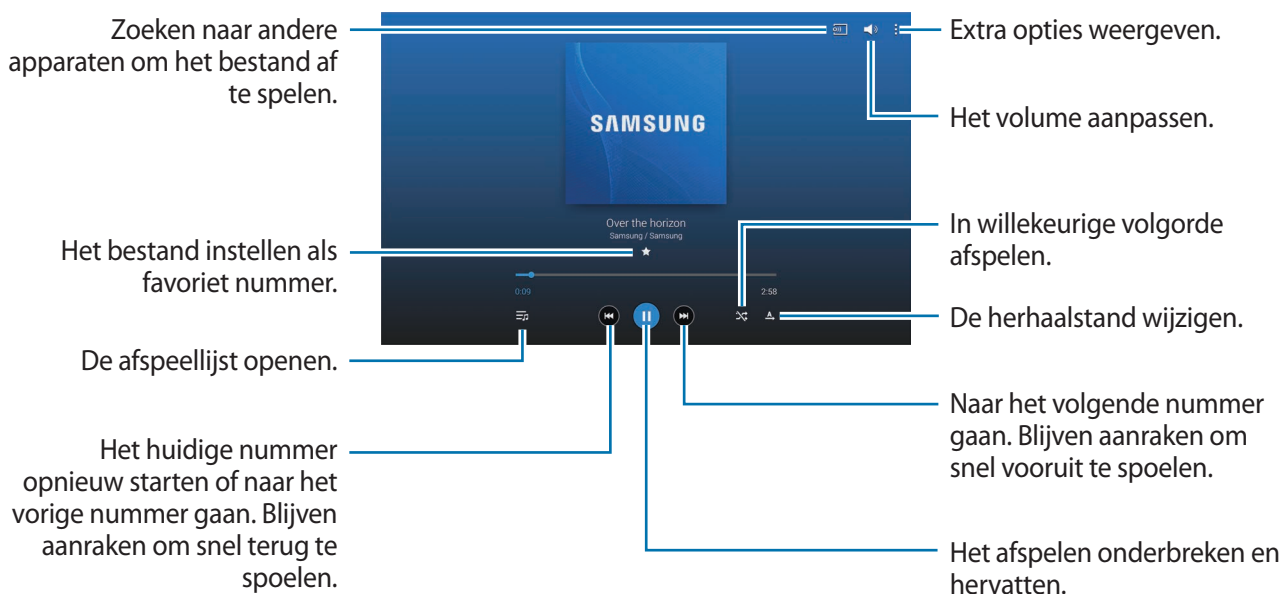 Zoeken naar andere
apparaten om het bestand af
te spelen.
Extra opties weergeven.
Het volume aanpassen.
SAMSUNG
Over the horizon
Samsung / Samsung
Het bestand instellen als
favoriet nummer.
In willekeurige volgorde
afspelen.
0:09
2:58
De herhaalstand wijzigen.
De afspeellijst openen.
Naar het volgende nummer
gaan. Blijven aanraken om
snel vooruit te spoelen.
Het huidige nummer
opnieuw starten of naar het
vorige nummer gaan. Blijven
aanraken om snel terug te
spoelen.
Het afspelen onderbreken en
hervatten.